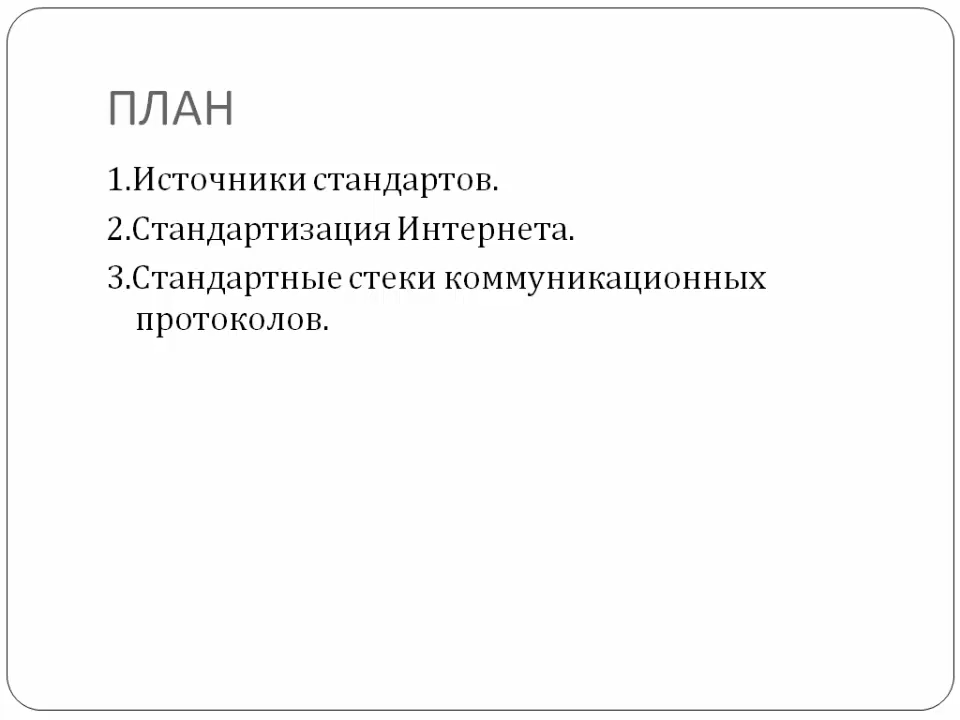 ПЛАН
1.Источники стандартов.
2.Стандартизация Интернета.
3.Стандартные стеки коммуникационных
протоколов.